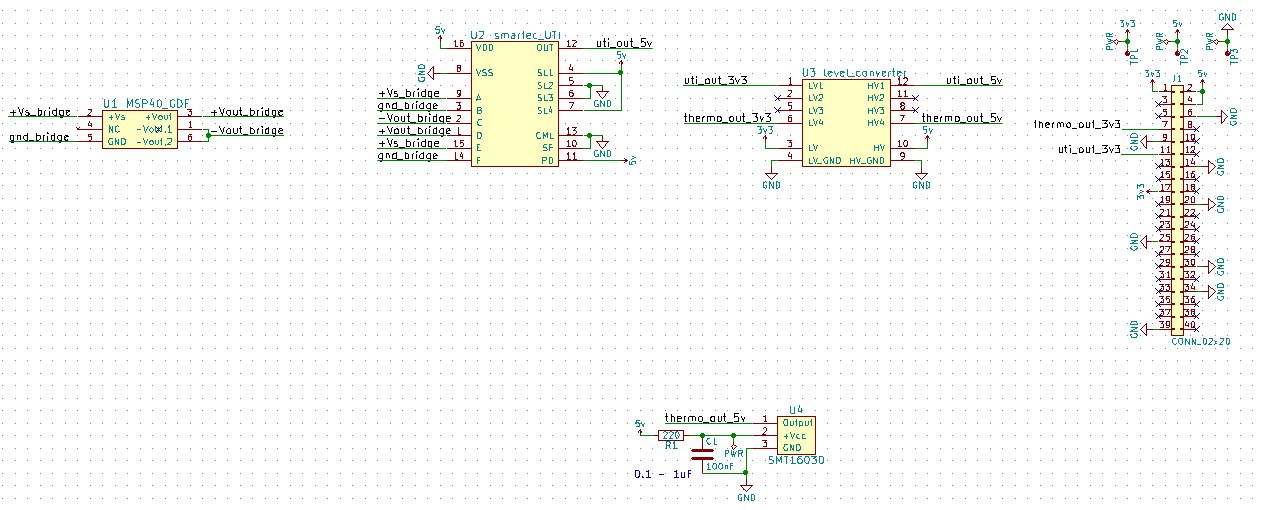 U1 MSP40_GDF
+Vs_bridge 2 +Vs +Vout 3 +Vout_bridge
4 NC -Vout.1 1 -Vout_bridge
gnd_bridge 5 GND -Vout.2 6
5v
U2 smartec_UTI
16 VDD OUT 12 uti_out_5v
5v
GND 8 VSS SL1 4
SL2 5
+Vs_bridge 9 A SL3 6 GND
gnd_bridge 3 B SL4 7
-Vout_bridge 2 C
+Vout_bridge 1 D CML 13
+Vs_bridge 15 E SF 10 GND
gnd_bridge 14 F PD 11 5v
U3 level_converter
uti_out_3v3 1 LV1 HV1 12 uti_out_5v
2 LV2 HV2 11
5 LV3 HV3 8
thermo_out_3v3 6 LV4 HV4 7 thermo_out_5v
3v3 5v
3 LV HV 10
4 LV_GND HV_GND 9
GND GND
3v3 5v GND
PWR PWR PWR
TP1 TP2 TP3
J1
3v3 5v
1 2
3 4
5 6 GND
thermo_out_3v3 7 8
GND 9 10
uti_out_3v3 11 12
13 14 GND
15 16
3v3 17 18
19 20 GND
21 22
23 24
GND 25 26
27 28
29 30 GND
31 32
33 34 GND
35 36
37 38
GND 39 40
CONN_02x20
U4
thermo_out_5v 1 Output
5v 220 2 +Vcc
R1 C1 PWR 3 GND
100nF SMT16030
0.1 - 1uF
GND